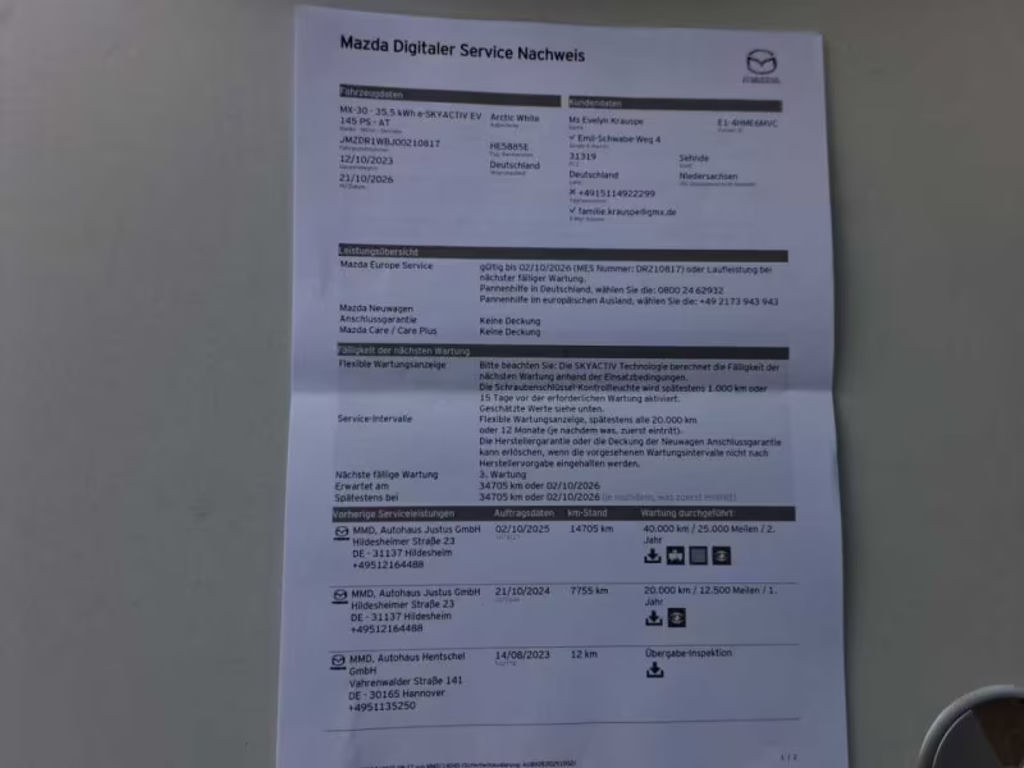 Mazda Digitaler Service Nachweis
Fahrzeugdaten
MX-30 - 35,5 kWh e-SKYACTIV EV
145 PS - AT
Arctic White
JMZDR1WBJ00210817
HE5885E
12/10/2023
Deutschland
21/10/2026
Kundendaten
Ms Evelyn Krauspe
E1-4HME6MVC
✓ Emil-Schwabe-Weg 4
31319
Sehnde
Deutschland
Niedersachsen
✕ +4915114922299
✓ familie.krauspe@gmx.de
Leistungsübersicht
Mazda Europe Service
gültig bis 02/10/2026 (MES Nummer: DR210817) oder Laufleistung bei
nächster fälliger Wartung.
Pannenhilfe in Deutschland, wählen Sie die: 0800 24 62932
Pannenhilfe im europäischen Ausland, wählen Sie die: +49 2173 943 943
Mazda Neuwagen
Anschlussgarantie
Keine Deckung
Mazda Care / Care Plus
Keine Deckung
Fälligkeit der nächsten Wartung
Flexible Wartungsanzeige
Bitte beachten Sie: Die SKYACTIV Technologie berechnet die Fälligkeit der
nächsten Wartung anhand der Einsatzbedingungen.
Die Schraubenschlüssel-Kontrollleuchte wird spätestens 1.000 km oder
15 Tage vor der erforderlichen Wartung aktiviert.
Geschätzte Werte siehe unten.
Service-Intervalle
Flexible Wartungsanzeige, spätestens alle 20.000 km
oder 12 Monate (je nachdem was, zuerst eintritt).
Die Herstellergarantie oder die Deckung der Neuwagen Anschlussgarantie
kann erlöschen, wenn die vorgesehenen Wartungsintervalle nicht nach
Herstellervorgabe eingehalten werden.
Nächste fällige Wartung
3. Wartung
Erwartet am
34705 km oder 02/10/2026
Spätestens bei
34705 km oder 02/10/2026 (je nachdem, was zuerst eintritt)
Vorherige Serviceleistungen Auftragsdaten km-Stand Wartung durchgeführt
MMD, Autohaus Justus GmbH
Hildesheimer Straße 23
DE - 31137 Hildesheim
+49512164488
02/10/2025
14705 km
40.000 km / 25.000 Meilen / 2.
Jahr
MMD, Autohaus Justus GmbH
Hildesheimer Straße 23
DE - 31137 Hildesheim
+49512164488
21/10/2024
7755 km
20.000 km / 12.500 Meilen / 1.
Jahr
MMD, Autohaus Hentschel
GmbH
Vahrenwalder Straße 141
DE - 30165 Hannover
+4951135250
14/08/2023
12 km
Übergabe-Inspektion
1 / 2